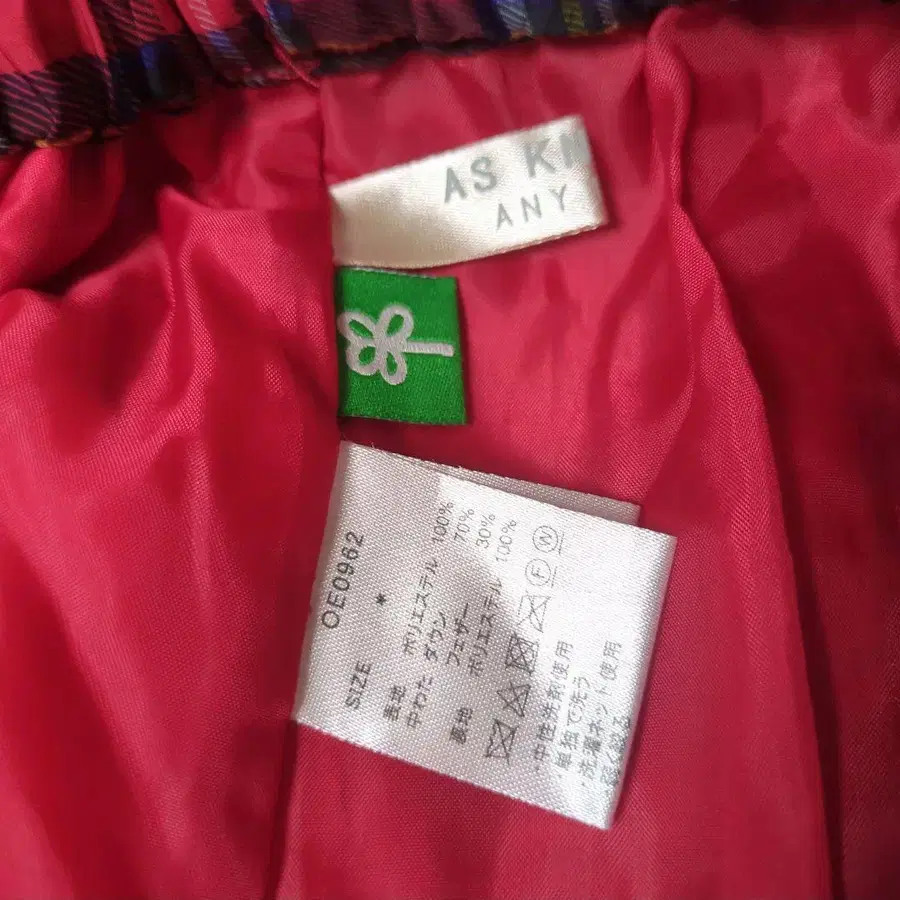 AS KN
ANY
OE0962
SIZE *
表地 ポリエステル 100%
中わた ダウン 70%
フェザー 30%
裏地 ポリエステル 100%
F W
・中性洗剤使用
・単独で洗う
・洗濯ネット使用